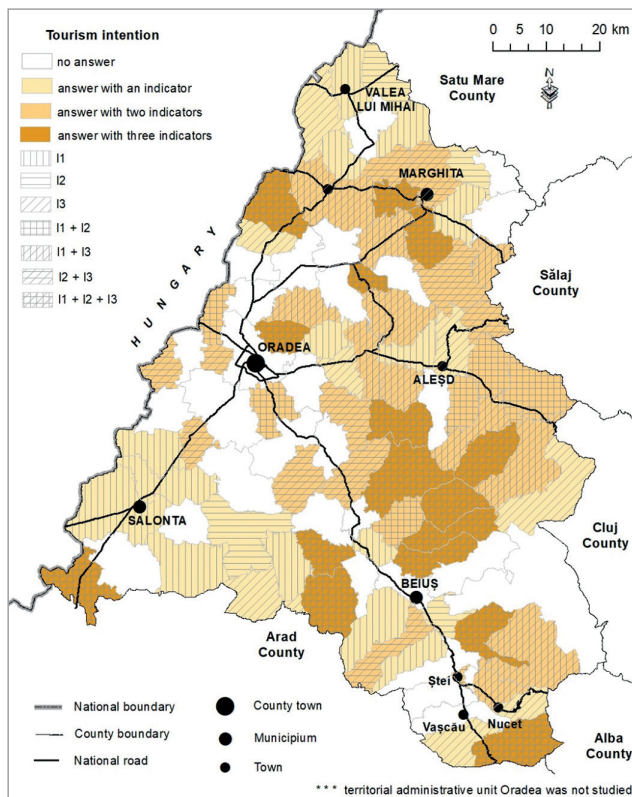 Tourism intention
no answer
answer with an indicator
answer with two indicators
answer with three indicators
I1
I2
I3
I1 + I2
I1 + I3
I2 + I3
I1 + I2 + I3
0 5 10 20 km
N
Satu Mare
County
VALEA
LUI MIHAI
MARGHITA
HUNGARY
Sălaj
County
ORADEA
ALEȘD
SALONTA
Cluj
County
BEIUȘ
Arad
County
Ștei
Vașcău
Nucet
Alba
County
National boundary
County boundary
National road
County town
Municipium
Town
* * * territorial administrative unit Oradea was not studied